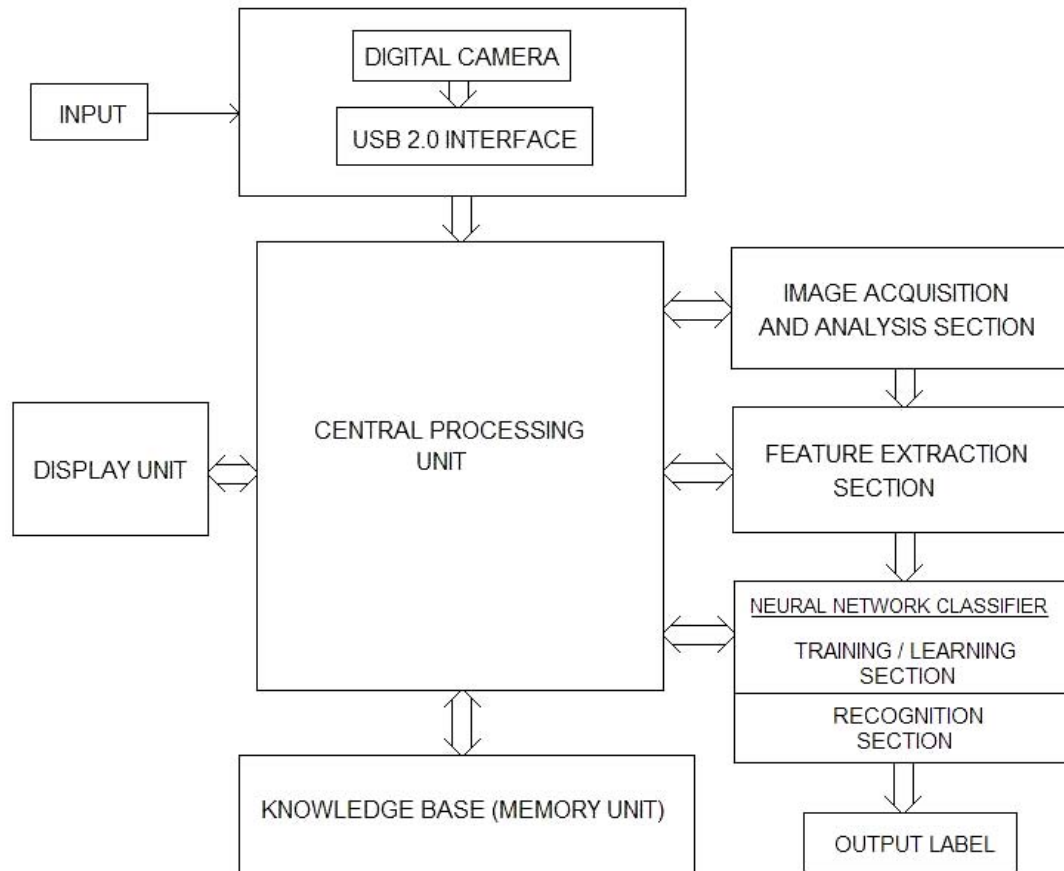 DIGITAL CAMERA
INPUT
USB 2.0 INTERFACE
IMAGE ACQUISITION
AND ANALYSIS SECTION
CENTRAL PROCESSING
UNIT
DISPLAY UNIT
FEATURE EXTRACTION
SECTION
NEURAL NETWORK CLASSIFIER
TRAINING / LEARNING
SECTION
RECOGNITION
SECTION
KNOWLEDGE BASE (MEMORY UNIT)
OUTPUT LABEL